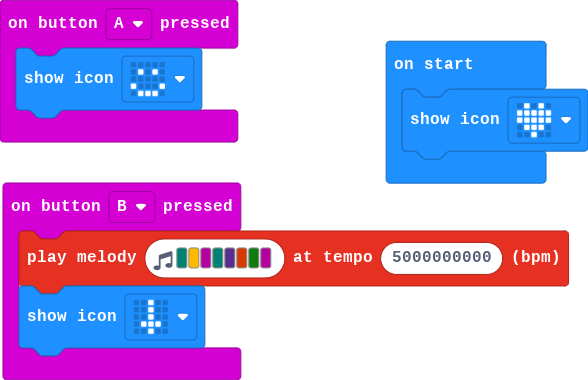 on button A pressed
show icon
on start
show icon
on button B pressed
play melody at tempo 5000000000 (bpm)
show icon